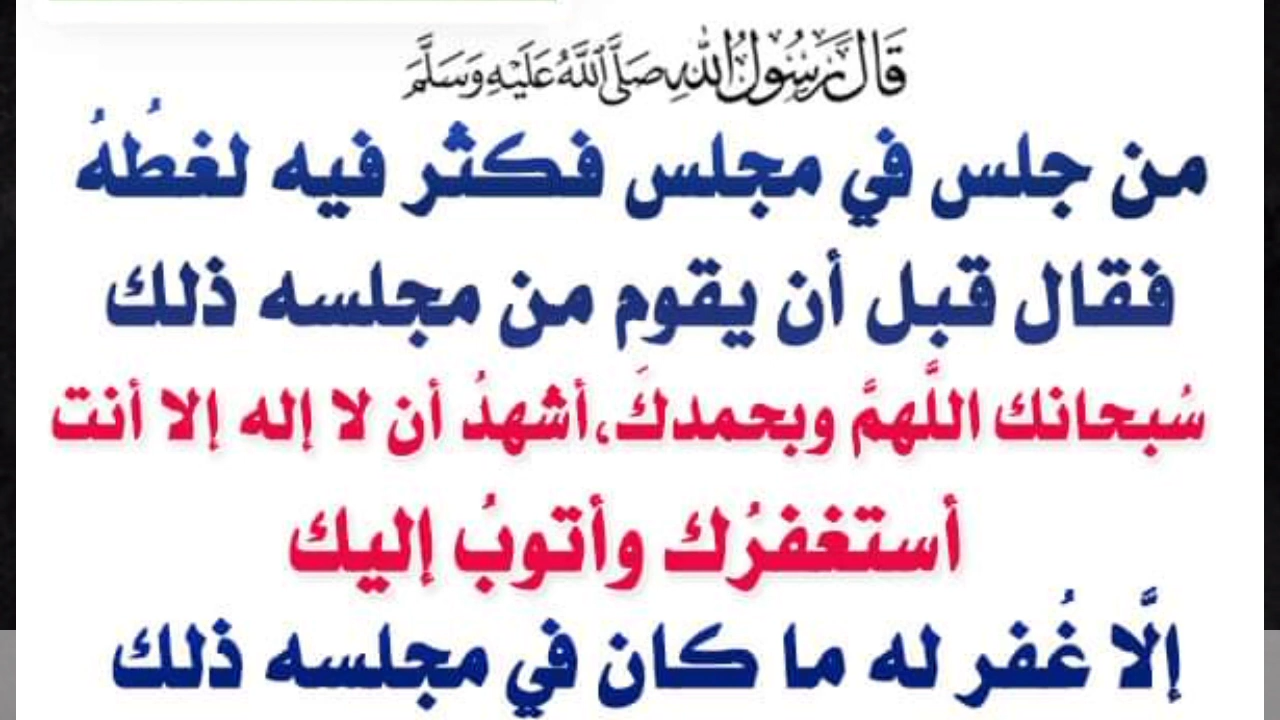 قَالَ رَسُولُ اللهِ صَلَّى اللَّهُ عَلَيْهِ وَسَلَّمَ
من جلس في مجلس فكثر فيه لغطُهُ
فقال قبل أن يقوم من مجلسه ذلك
سُبحانك اللَّهمَّ وبحمدكَ، أشهدُ أن لا إله إلا أنت
أستغفرُك وأتوبُ إليك
إلَّا غُفر له ما كان في مجلسه ذلك